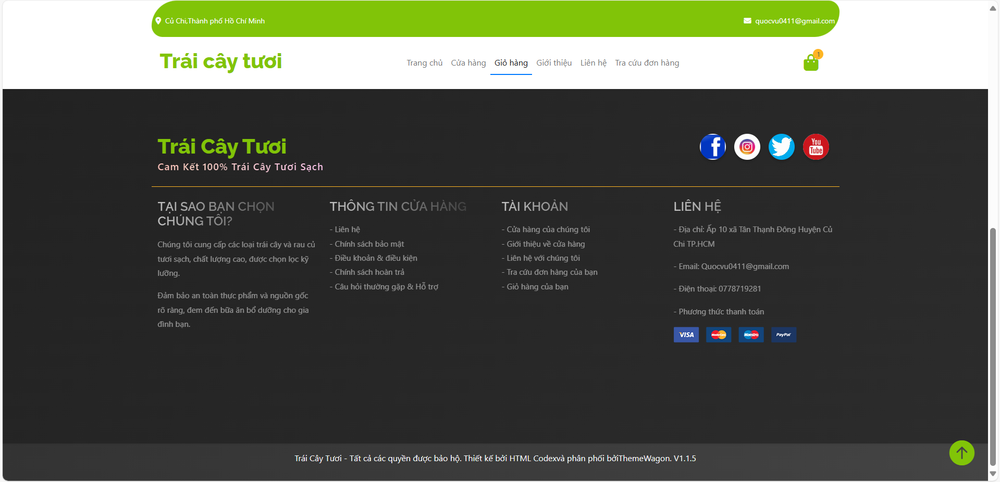 Củ Chi,Thành phố Hồ Chí Minh
quocvu0411@gmail.com
Trái cây tươi
Trang chủ
Cửa hàng
Giỏ hàng
Giới thiệu
Liên hệ
Tra cứu đơn hàng
1
Trái Cây Tươi
Cam Kết 100% Trái Cây Tươi Sạch
f
You
Tube
TẠI SAO BẠN CHỌN
CHÚNG TÔI?
Chúng tôi cung cấp các loại trái cây và rau củ
tươi sạch, chất lượng cao, được chọn lọc kỹ
lưỡng.
Đảm bảo an toàn thực phẩm và nguồn gốc
rõ ràng, đem đến bữa ăn bổ dưỡng cho gia
đình bạn.
THÔNG TIN CỬA HÀNG
- Liên hệ
- Chính sách bảo mật
- Điều khoản & điều kiện
- Chính sách hoàn trả
- Câu hỏi thường gặp & Hỗ trợ
TÀI KHOẢN
- Cửa hàng của chúng tôi
- Giới thiệu về cửa hàng
- Liên hệ với chúng tôi
- Tra cứu đơn hàng của bạn
- Giỏ hàng của bạn
LIÊN HỆ
- Địa chỉ: Ấp 10 xã Tân Thạnh Đông Huyện Củ
Chi TP.HCM
- Email: Quocvu0411@gmail.com
- Điện thoại: 0778719281
- Phương thức thanh toán
VISA
MasterCard
Maestro
PayPal
Trái Cây Tươi - Tất cả các quyền được bảo hộ. Thiết kế bởi HTML Codexvà phân phối bởiThemeWagon. V1.1.5